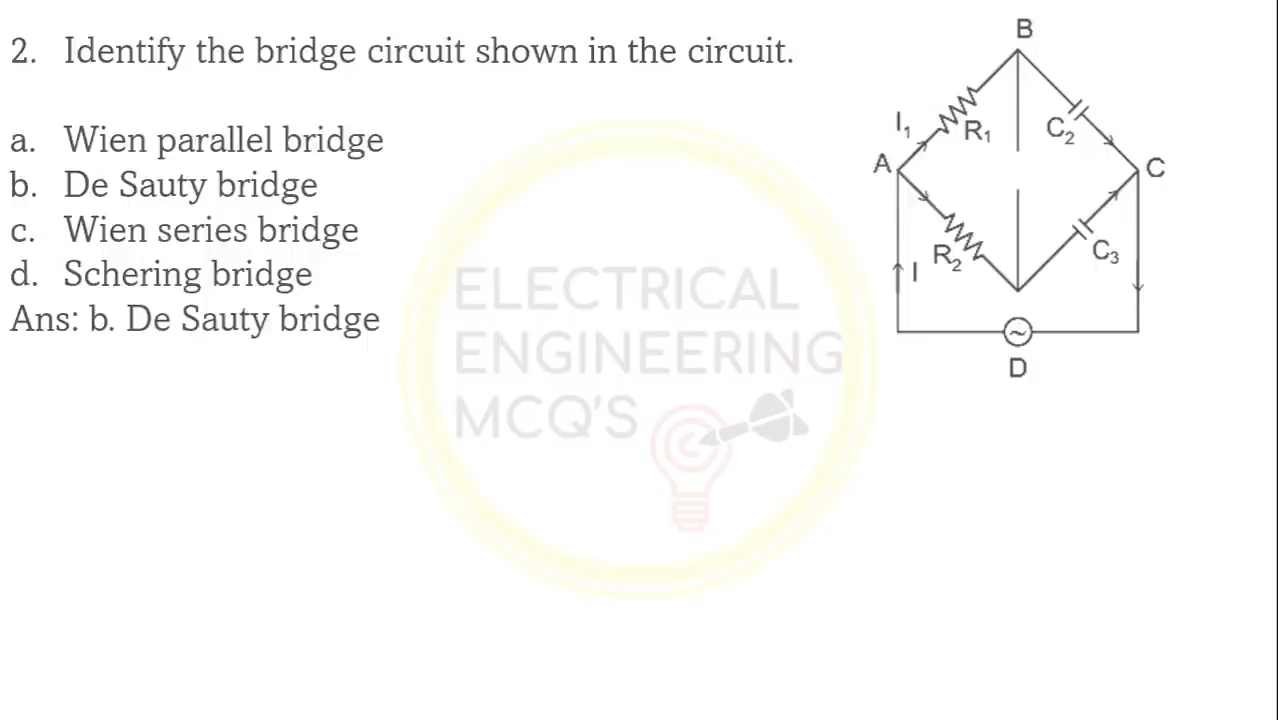 2. Identify the bridge circuit shown in the circuit.
a. Wien parallel bridge
b. De Sauty bridge
c. Wien series bridge
d. Schering bridge
Ans: b. De Sauty bridge
B
I₁
R₁
C₂
A
C
R₂
C₃
I
~
D
ELECTRICAL
ENGINEERING
MCQ'S